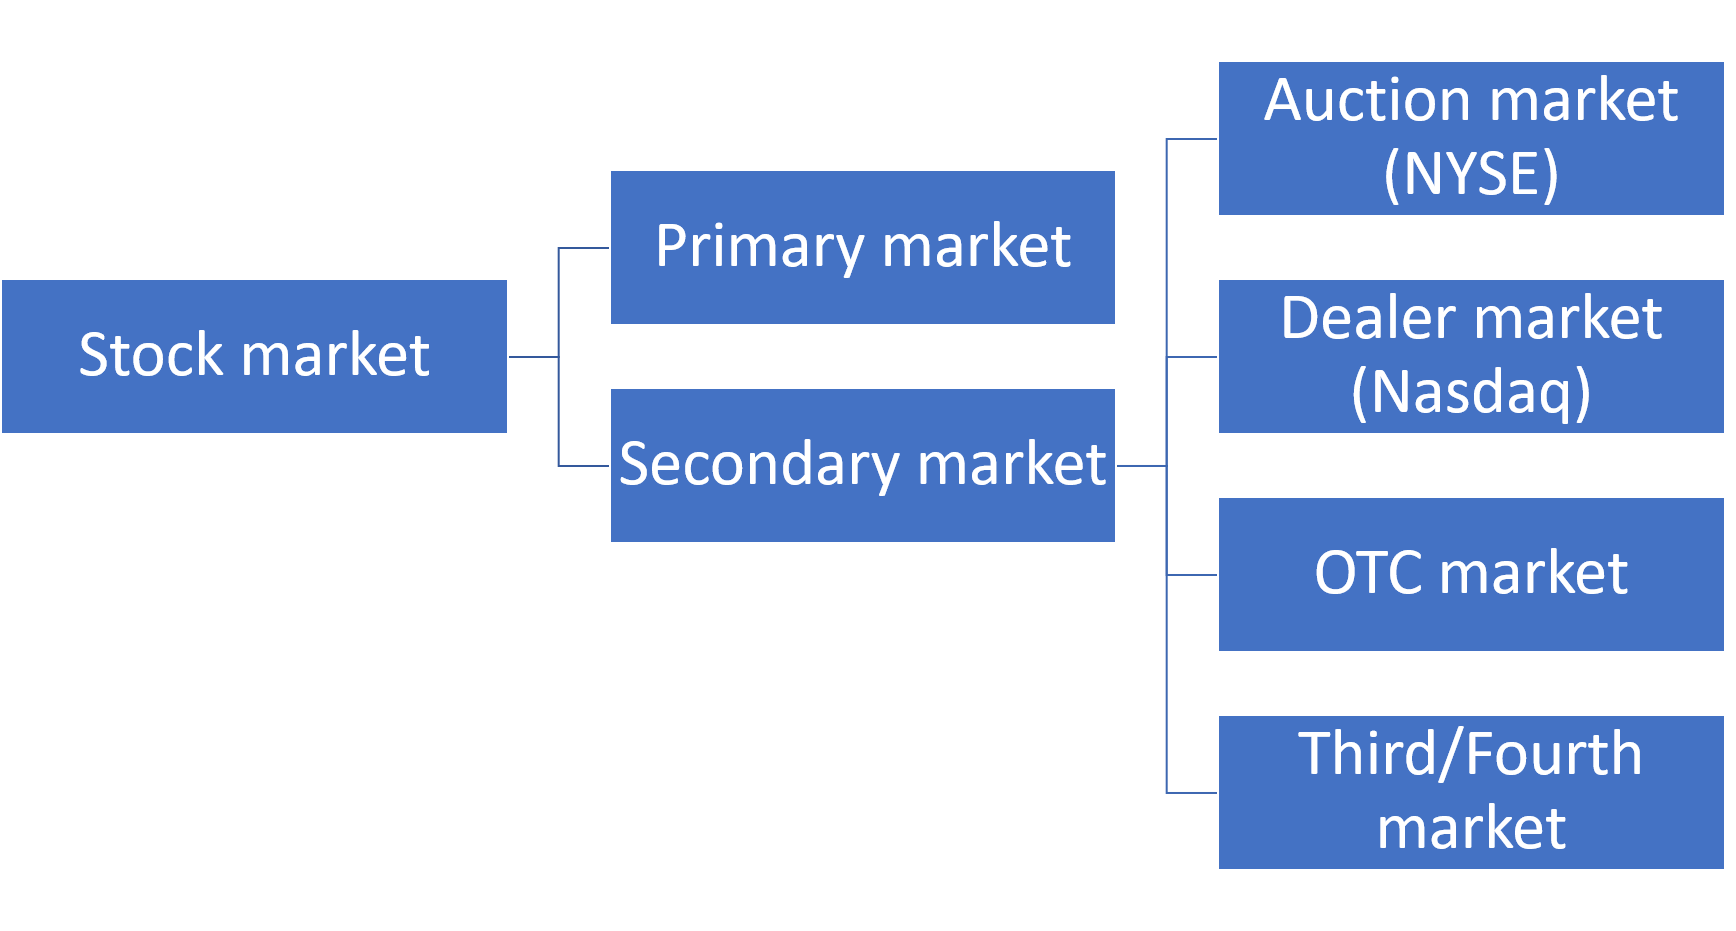 Stock market
Primary market
Secondary market
Auction market
(NYSE)
Dealer market
(Nasdaq)
OTC market
Third/Fourth
market